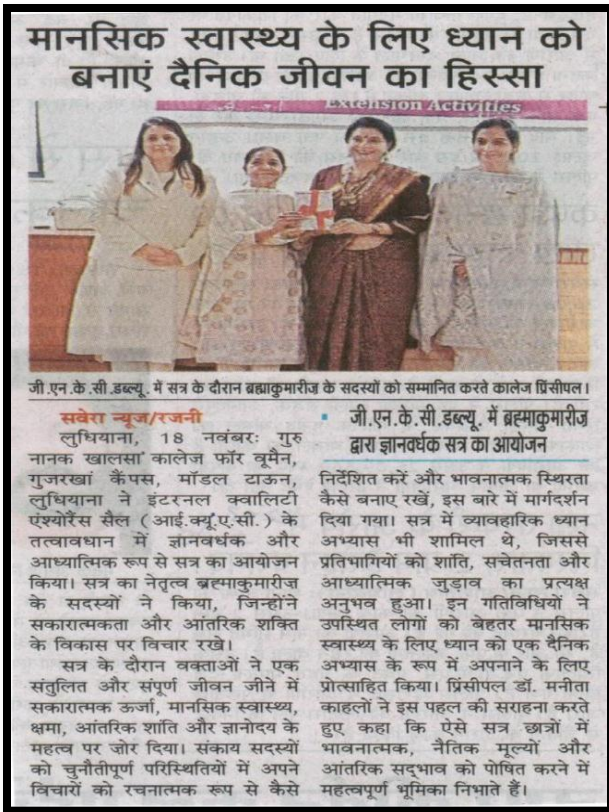 मानसिक स्वास्थ्य के लिए ध्यान को
बनाएं दैनिक जीवन का हिस्सा
Extension Activities
जी.एन.के.सी.डब्ल्यू. में सत्र के दौरान ब्रह्माकुमारीज़ के सदस्यों को सम्मानित करते कालेज प्रिंसीपल।
सवेरा न्यूज/रजनी
लुधियाना, 18 नवंबरः गुरु
नानक खालसा कालेज फॉर वूमैन,
गुजरखां कैंपस, मॉडल टाऊन,
लुधियाना ने इंटरनल क्वालिटी
एंश्योरैंस सैल (आई.क्यू.ए.सी.) के
तत्वावधान में ज्ञानवर्धक और
आध्यात्मिक रूप से सत्र का आयोजन
किया। सत्र का नेतृत्व ब्रह्माकुमारीज़
के सदस्यों ने किया, जिन्होंने
सकारात्मकता और आंतरिक शक्ति
के विकास पर विचार रखे।
सत्र के दौरान वक्ताओं ने एक
संतुलित और संपूर्ण जीवन जीने में
सकारात्मक ऊर्जा, मानसिक स्वास्थ्य,
क्षमा, आंतरिक शांति और ज्ञानोदय के
महत्व पर जोर दिया। संकाय सदस्यों
को चुनौतीपूर्ण परिस्थितियों में अपने
विचारों को रचनात्मक रूप से कैसे
▪ जी.एन.के.सी.डब्ल्यू. में ब्रह्माकुमारीज़
द्वारा ज्ञानवर्धक सत्र का आयोजन
निर्देशित करें और भावनात्मक स्थिरता
कैसे बनाए रखें, इस बारे में मार्गदर्शन
दिया गया। सत्र में व्यावहारिक ध्यान
अभ्यास भी शामिल थे, जिससे
प्रतिभागियों को शांति, सचेतनता और
आध्यात्मिक जुड़ाव का प्रत्यक्ष
अनुभव हुआ। इन गतिविधियों ने
उपस्थित लोगों को बेहतर मानसिक
स्वास्थ्य के लिए ध्यान को एक दैनिक
अभ्यास के रूप में अपनाने के लिए
प्रोत्साहित किया। प्रिंसीपल डॉ. मनीता
काहलों ने इस पहल की सराहना करते
हुए कहा कि ऐसे सत्र, छात्रों में
भावनात्मक, नैतिक मूल्यों और
आंतरिक सद्भाव को पोषित करने में
महत्वपूर्ण भूमिका निभाते हैं।